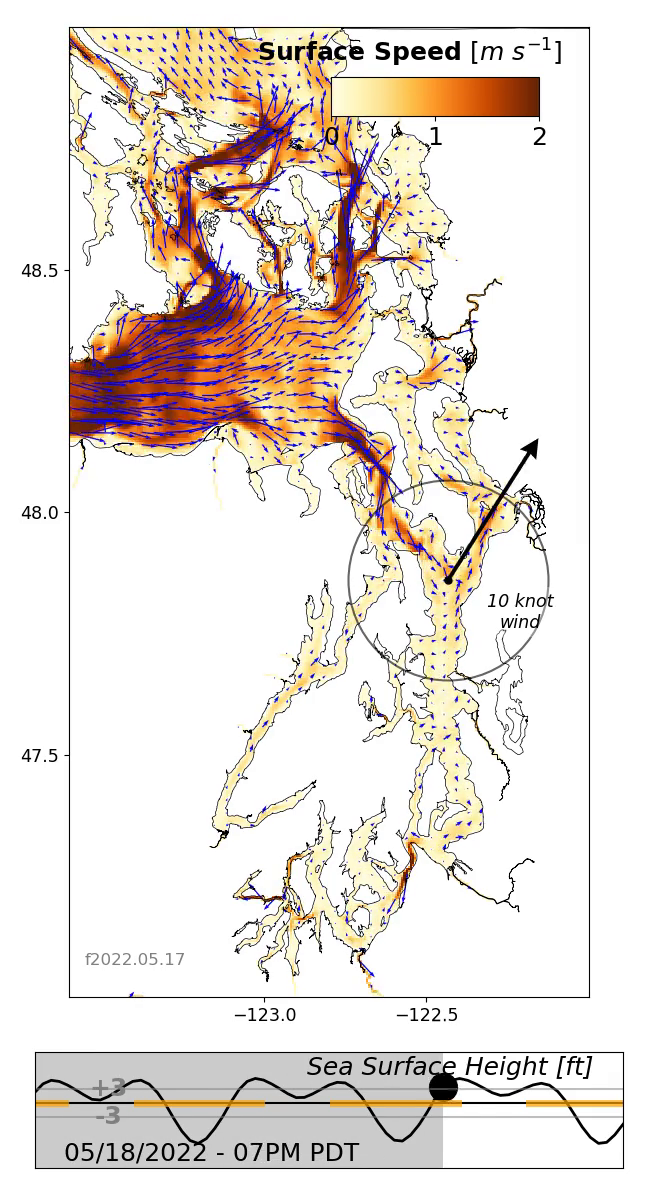 Surface Speed [m s⁻¹]
0 1 2
48.5
48.0
10 knot
wind
47.5
f2022.05.17
−123.0 −122.5
Sea Surface Height [ft]
+3
-3
05/18/2022 - 07PM PDT